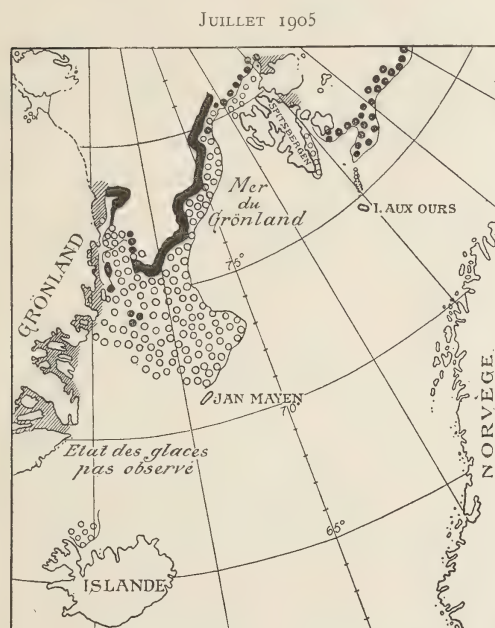 JUILLET 1905
SPITSBERGEN
Mer
du
Grönland
I. AUX OURS
75°
GRÖNLAND
JAN MAYEN
70°
NORVÈGE
Etat des glaces
pas observé
65°
ISLANDE